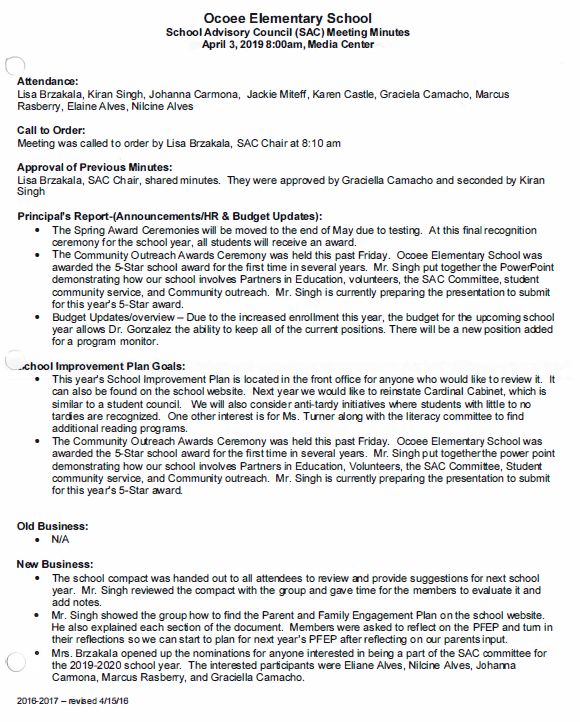 Ocoee Elementary School
School Advisory Council (SAC) Meeting Minutes
April 3, 2019 8:00am, Media Center
Attendance:
Lisa Brzakala, Kiran Singh, Johanna Carmona, Jackie Miteff, Karen Castle, Graciela Camacho, Marcus
Rasberry, Elaine Alves, Nilcine Alves
Call to Order:
Meeting was called to order by Lisa Brzakala, SAC Chair at 8:10 am
Approval of Previous Minutes:
Lisa Brzakala, SAC Chair, shared minutes. They were approved by Graciella Camacho and seconded by Kiran
Singh
Principal's Report-(Announcements/HR & Budget Updates):
• The Spring Award Ceremonies will be moved to the end of May due to testing. At this final recognition
ceremony for the school year, all students will receive an award.
• The Community Outreach Awards Ceremony was held this past Friday. Ocoee Elementary School was
awarded the 5-Star school award for the first time in several years. Mr. Singh put together the PowerPoint
demonstrating how our school involves Partners in Education, volunteers, the SAC Committee, student
community service, and Community outreach. Mr. Singh is currently preparing the presentation to submit
for this year's 5-Star award.
• Budget Updates/overview – Due to the increased enrollment this year, the budget for the upcoming school
year allows Dr. Gonzalez the ability to keep all of the current positions. There will be a new position added
for a program monitor.
School Improvement Plan Goals:
• This year's School Improvement Plan is located in the front office for anyone who would like to review it. It
can also be found on the school website. Next year we would like to reinstate Cardinal Cabinet, which is
similar to a student council. We will also consider anti-tardy initiatives where students with little to no
tardies are recognized. One other interest is for Ms. Turner along with the literacy committee to find
additional reading programs.
• The Community Outreach Awards Ceremony was held this past Friday. Ocoee Elementary School was
awarded the 5-Star school award for the first time in several years. Mr. Singh put together the power point
demonstrating how our school involves Partners in Education, Volunteers, the SAC Committee, Student
community service, and Community outreach. Mr. Singh is currently preparing the presentation to submit
for this year's 5-Star award.
Old Business:
• N/A
New Business:
• The school compact was handed out to all attendees to review and provide suggestions for next school
year. Mr. Singh reviewed the compact with the group and gave time for the members to evaluate it and
add notes.
• Mr. Singh showed the group how to find the Parent and Family Engagement Plan on the school website.
He also explained each section of the document. Members were asked to reflect on the PFEP and turn in
their reflections so we can start to plan for next year's PFEP after reflecting on our parents input.
• Mrs. Brzakala opened up the nominations for anyone interested in being a part of the SAC committee for
the 2019-2020 school year. The interested participants were Eliane Alves, Nilcine Alves, Johanna
Carmona, Marcus Rasberry, and Graciella Camacho.
2016-2017 – revised 4/15/16